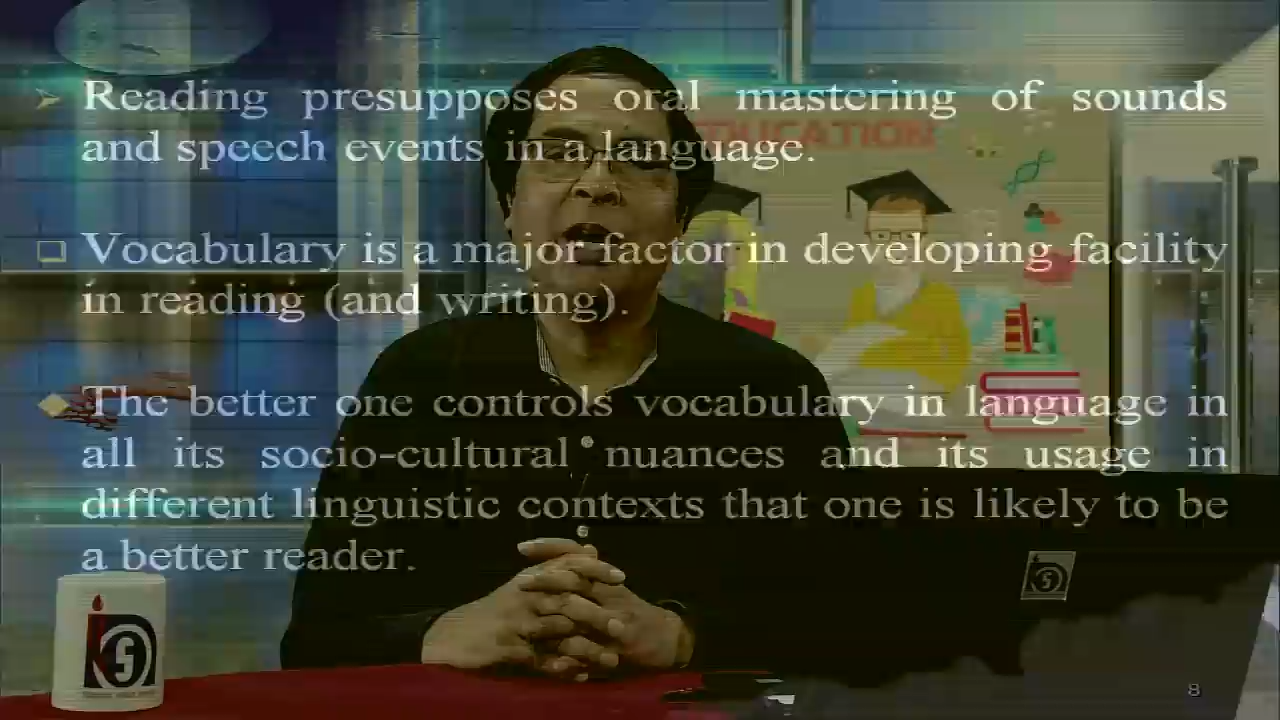 Reading presupposes oral mastering of sounds
and speech events in a language.
EDUCATION
Vocabulary is a major factor in developing facility
in reading (and writing).
The better one controls vocabulary in language in
all its socio-cultural nuances and its usage in
different linguistic contexts that one is likely to be
a better reader.
8